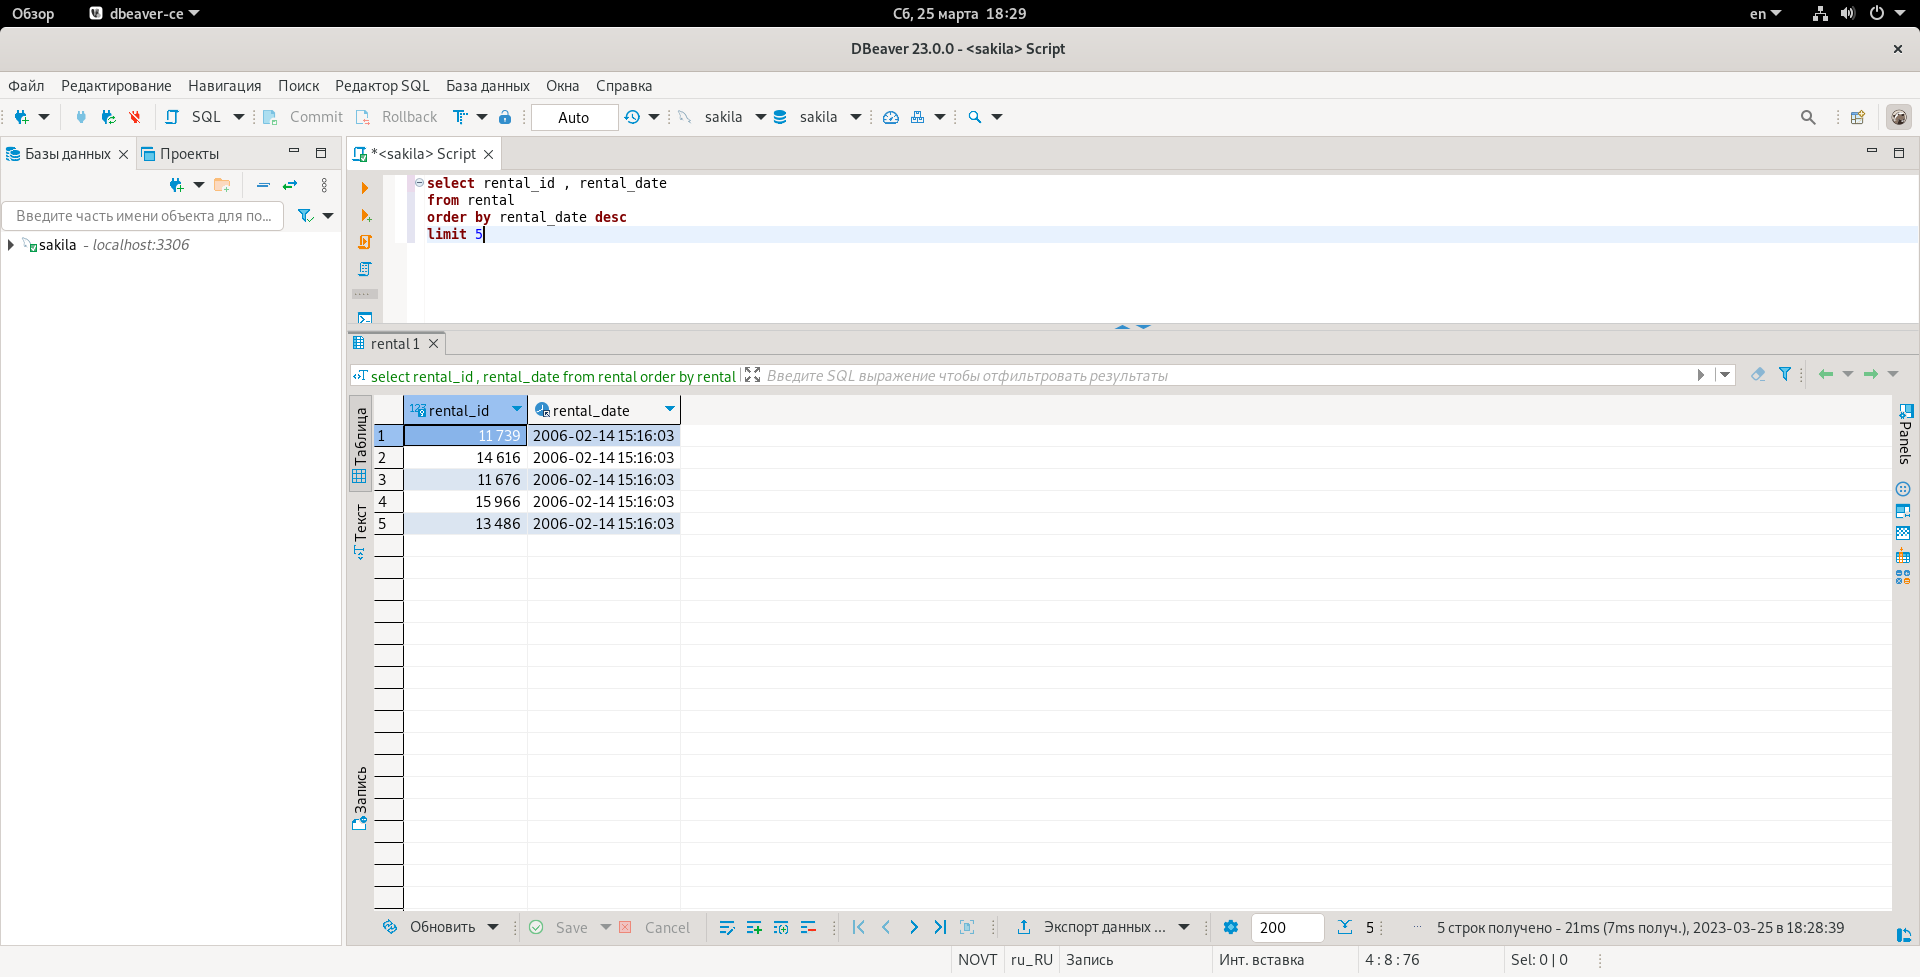 Обзор dbeaver-ce Сб, 25 марта 18:29 en
DBeaver 23.0.0 - <sakila> Script
Файл Редактирование Навигация Поиск Редактор SQL База данных Окна Справка
SQL Commit Rollback Auto sakila sakila
Базы данных Проекты
*<sakila> Script
Введите часть имени объекта для по...
sakila - localhost:3306
select rental_id , rental_date
from rental
order by rental_date desc
limit 5
rental 1
select rental_id , rental_date from rental order by rental
Введите SQL выражение чтобы отфильтровать результаты
Таблица
Текст
Запись
123 rental_id rental_date
1 11 739 2006-02-14 15:16:03
2 14 616 2006-02-14 15:16:03
3 11 676 2006-02-14 15:16:03
4 15 966 2006-02-14 15:16:03
5 13 486 2006-02-14 15:16:03
Panels
Обновить Save Cancel Экспорт данных ... 200 5 5 строк получено - 21ms (7ms получ.), 2023-03-25 в 18:28:39
NOVT ru_RU Запись Инт. вставка 4 : 8 : 76 Sel: 0 | 0